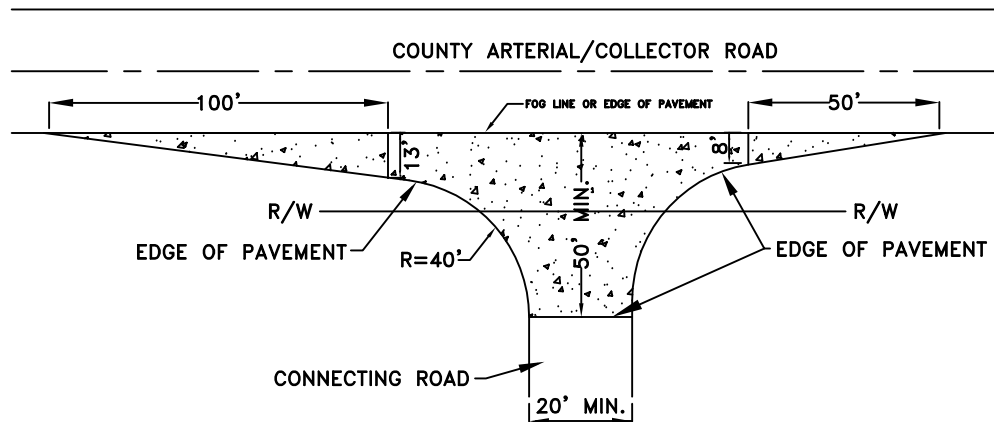 COUNTY ARTERIAL/COLLECTOR ROAD
100'
FOG LINE OR EDGE OF PAVEMENT
50'
13'
8'
50' MIN.
R/W
R/W
EDGE OF PAVEMENT
R=40'
EDGE OF PAVEMENT
CONNECTING ROAD
20' MIN.